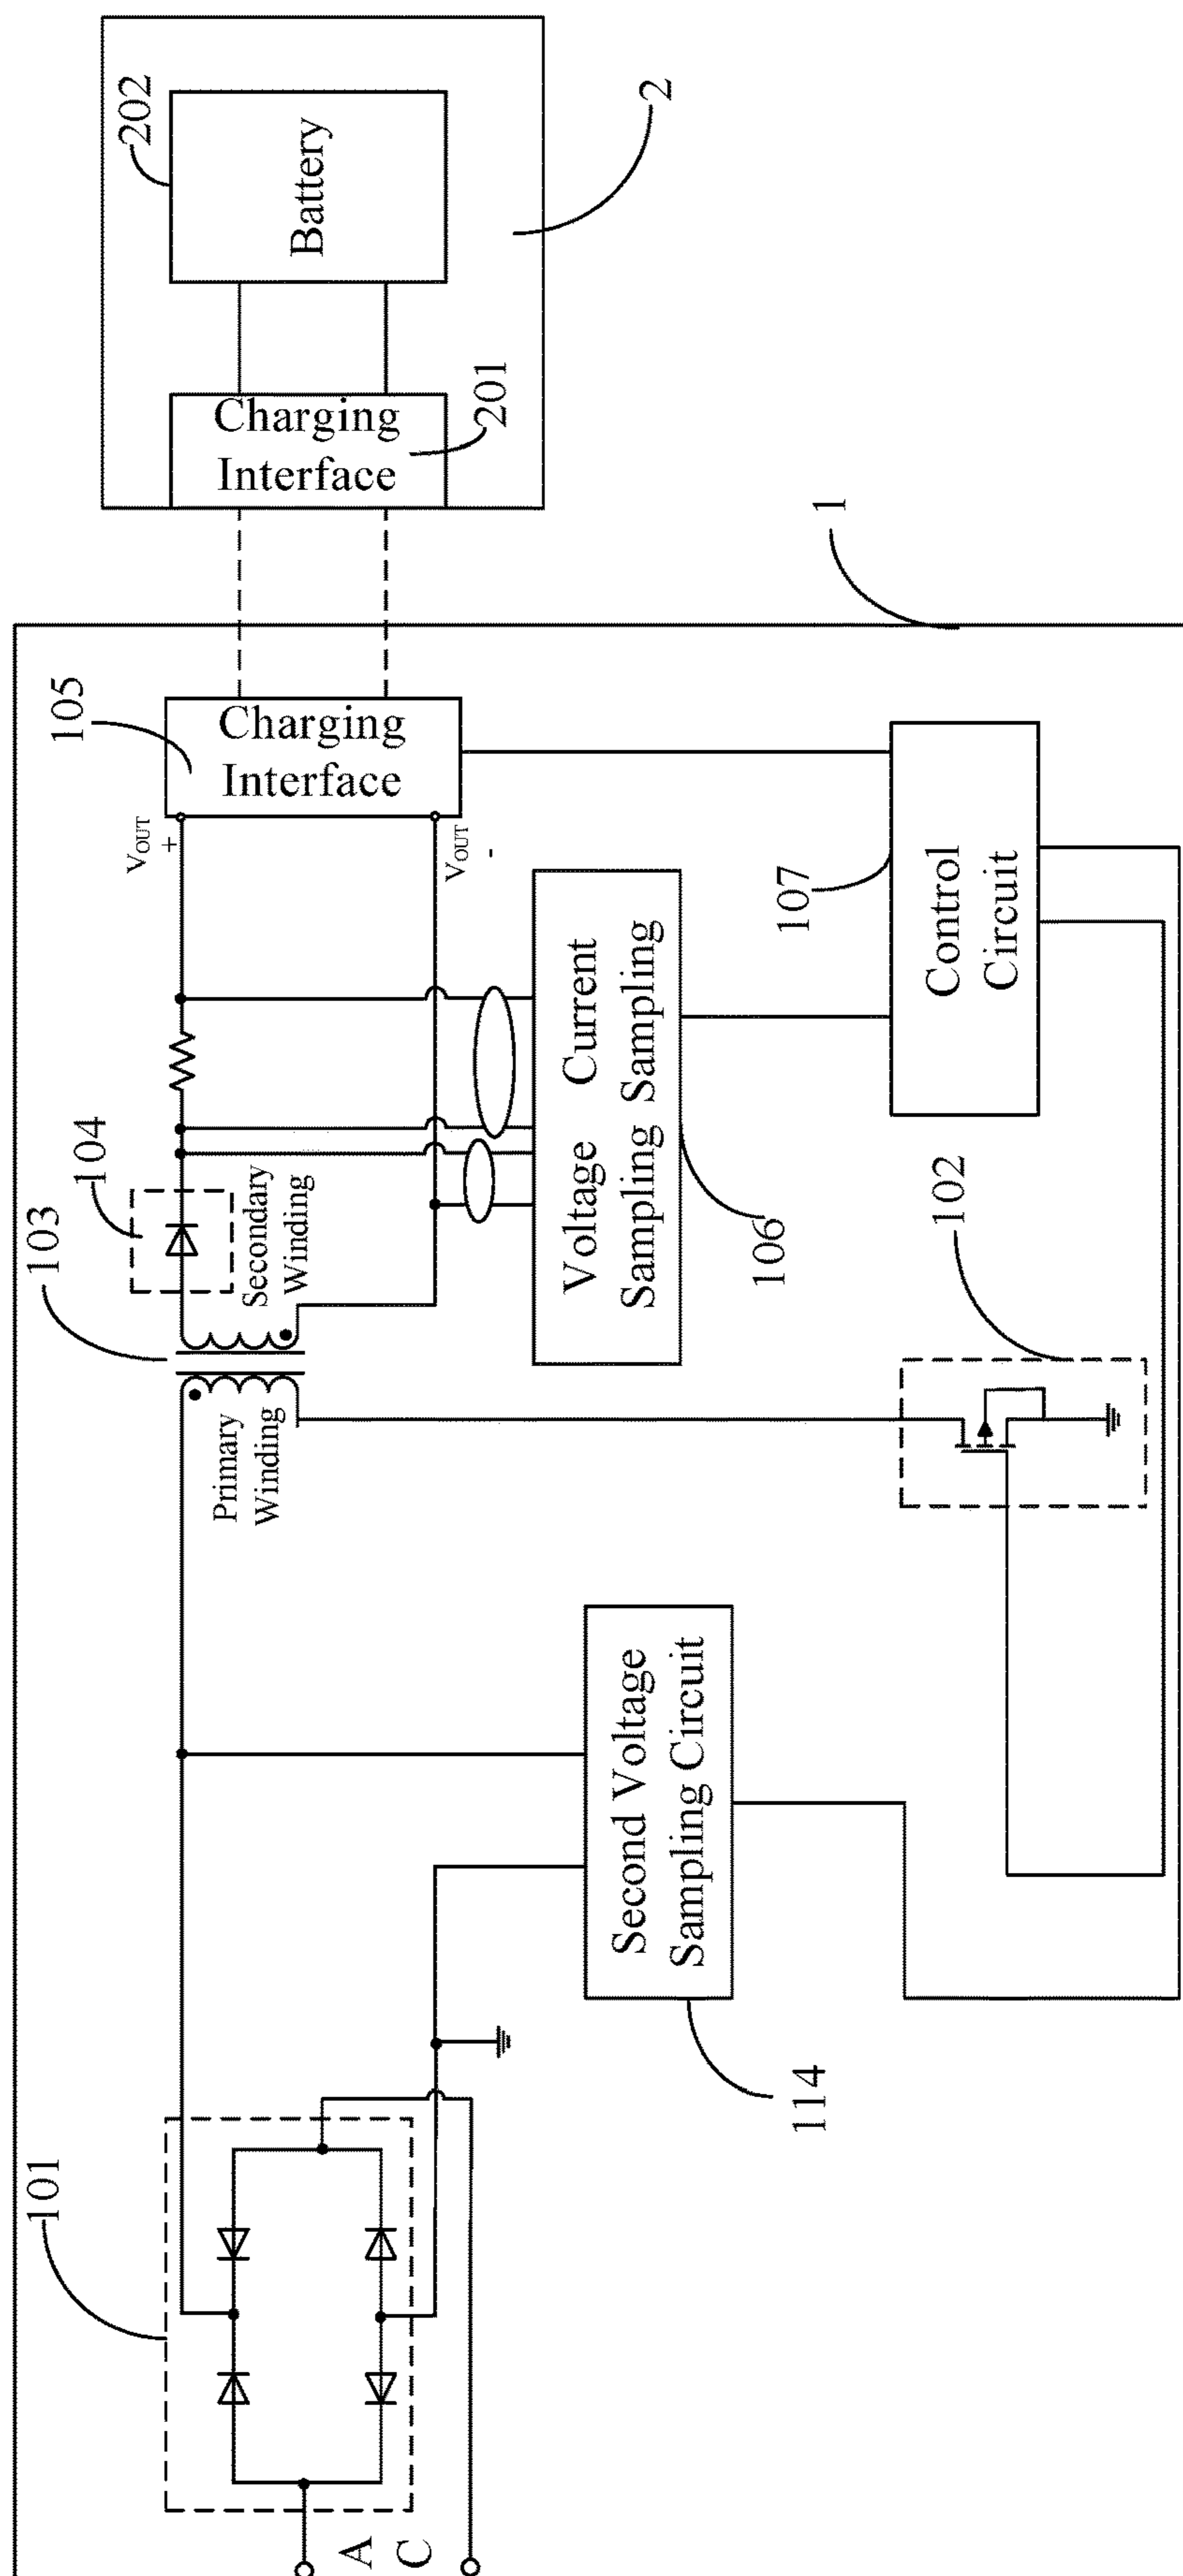 101
A
C
114
Second Voltage
Sampling Circuit
103
104
Primary
Winding
Secondary
Winding
102
Voltage
Sampling
Current
Sampling
106
VOUT
+
VOUT
-
105
Charging
Interface
107
Control
Circuit
1
Charging
Interface
201
202
Battery
2